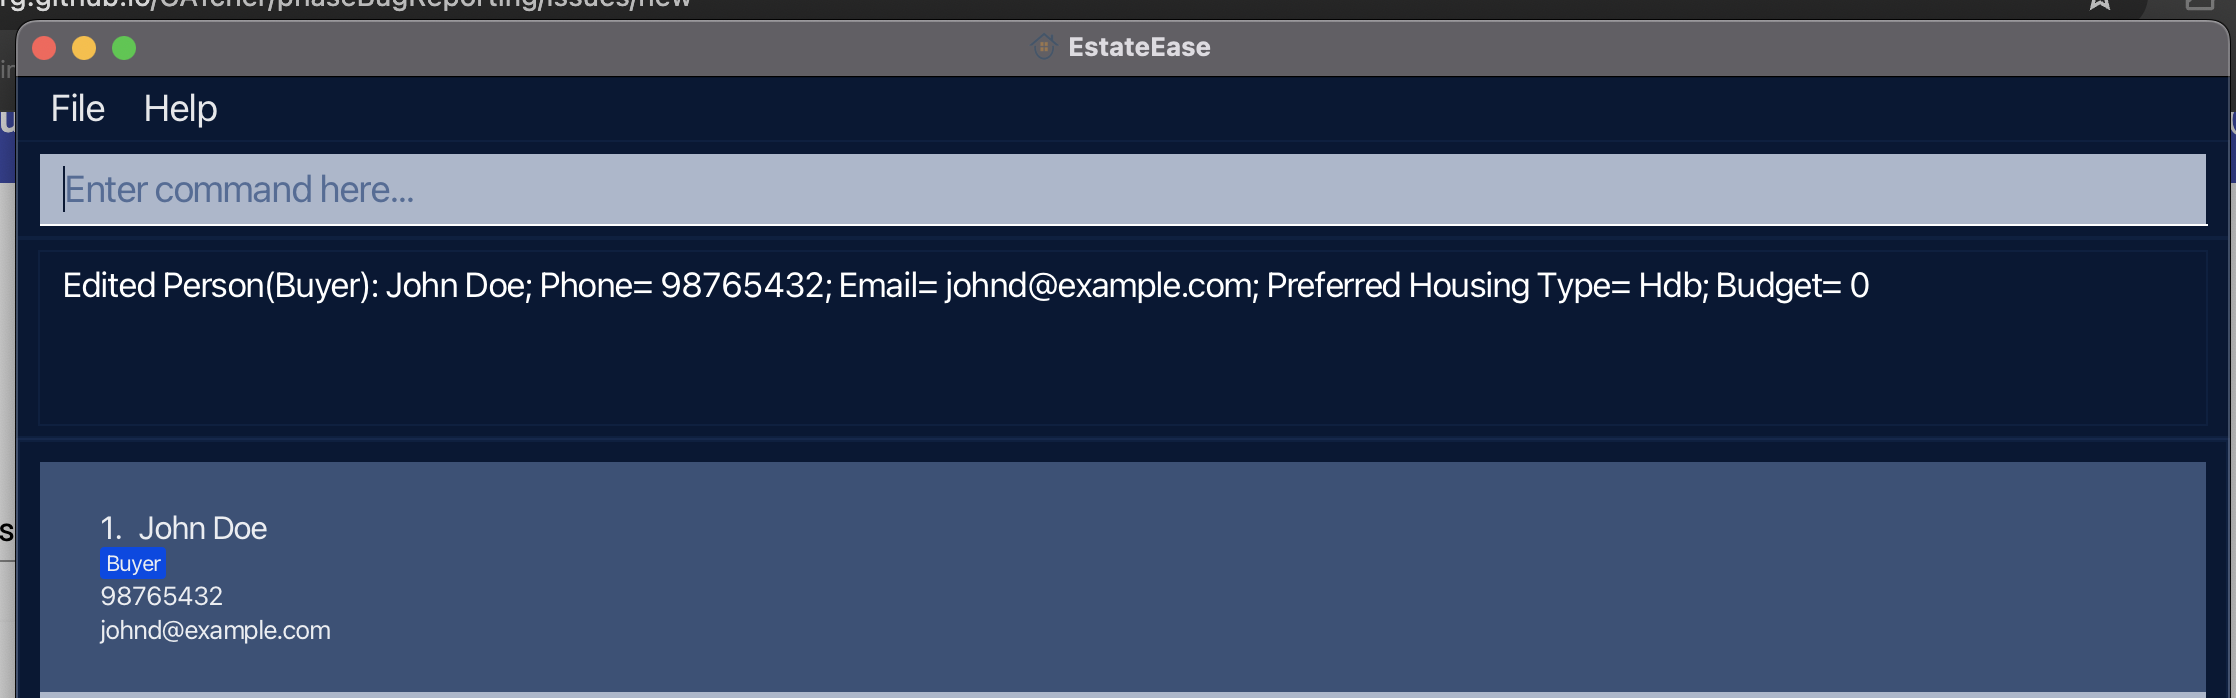 rg.github.io/CATcher/phaseBugReporting/issues/new
EstateEase
File Help
Enter command here...
Edited Person(Buyer): John Doe; Phone= 98765432; Email= johnd@example.com; Preferred Housing Type= Hdb; Budget= 0
1. John Doe
Buyer
98765432
johnd@example.com